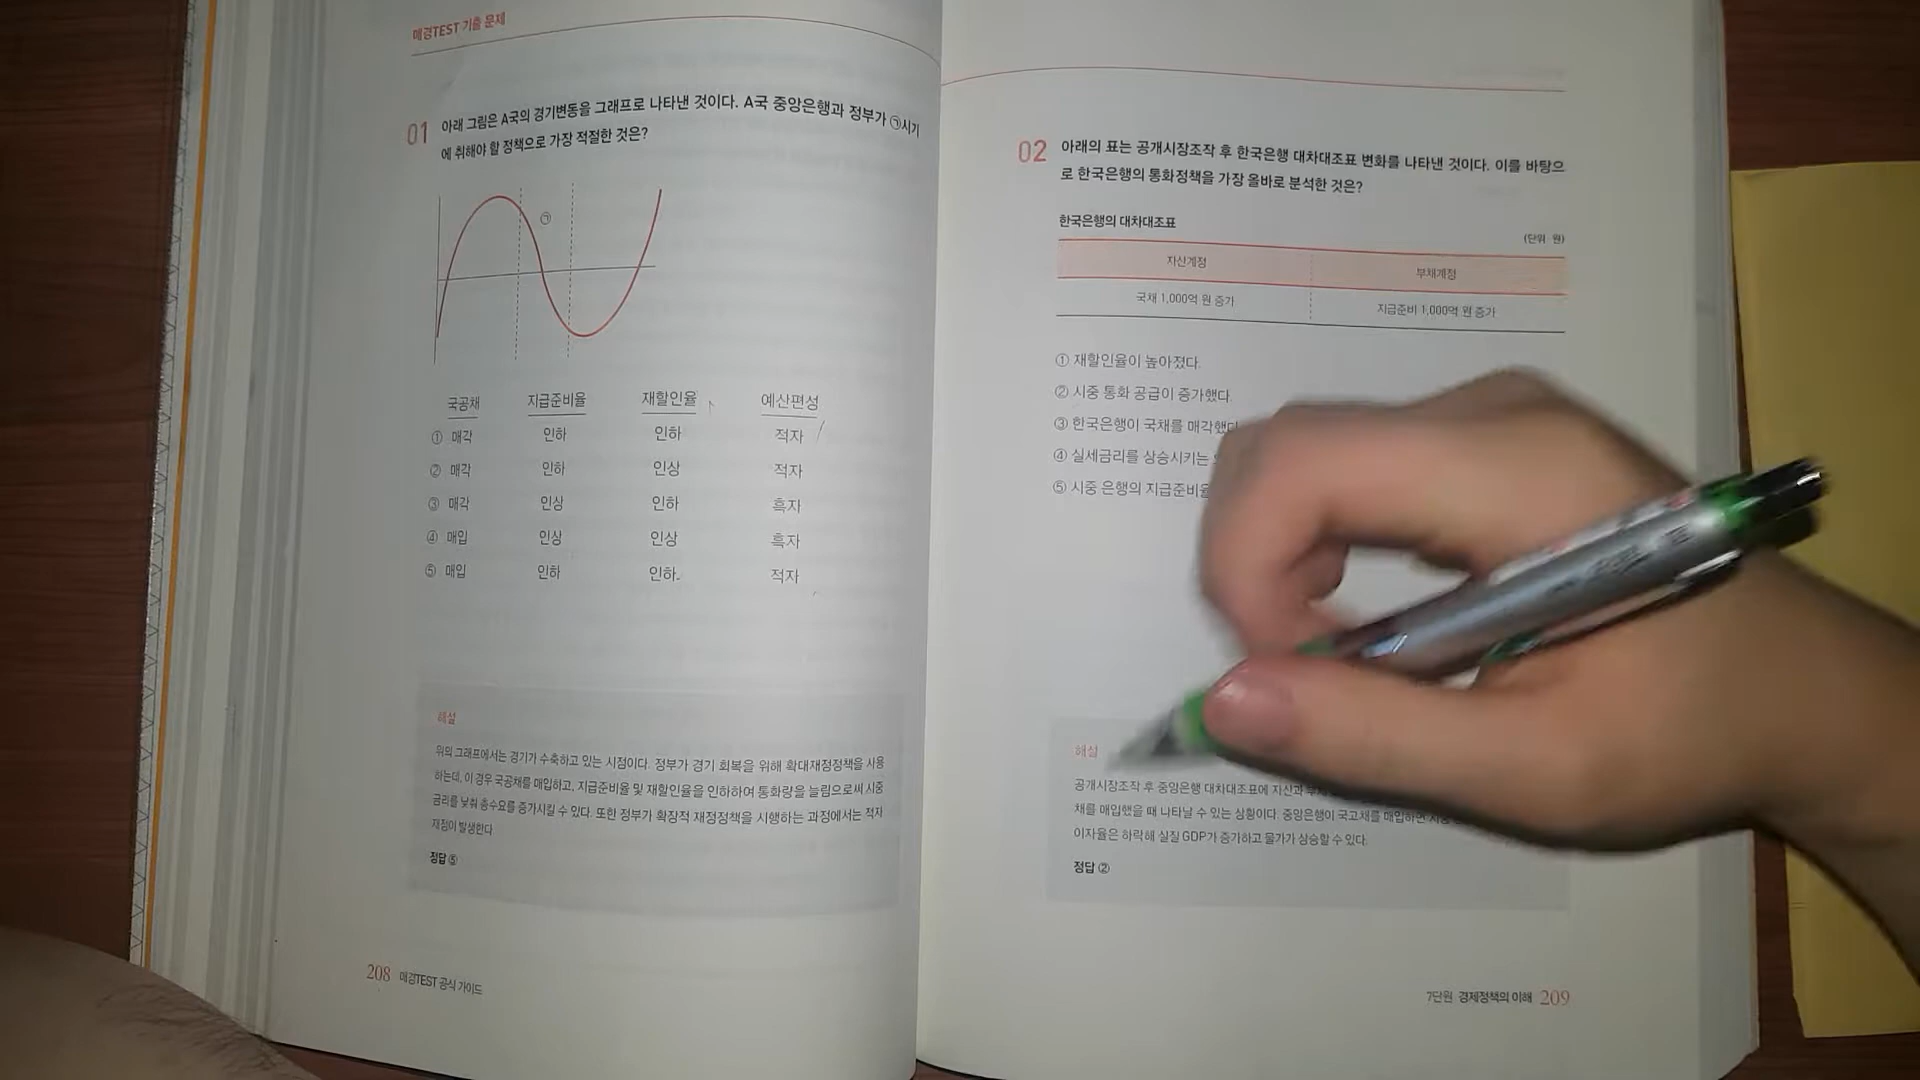 매경TEST 기출 문제
01 아래 그림은 A국의 경기변동을 그래프로 나타낸 것이다. A국 중앙은행과 정부가 ㉠시기
에 취해야 할 정책으로 가장 적절한 것은?
㉠
국공채 지급준비율 재할인율 예산편성
① 매각 인하 인하 적자
② 매각 인하 인상 적자
③ 매각 인상 인하 흑자
④ 매입 인상 인상 흑자
⑤ 매입 인하 인하 적자
해설
위의 그래프에서는 경기가 수축하고 있는 시점이다. 정부가 경기 회복을 위해 확대재정정책을 사용
하는데, 이 경우 국공채를 매입하고, 지급준비율 및 재할인율을 인하하여 통화량을 늘림으로써 시중
금리를 낮춰 총수요를 증가시킬 수 있다. 또한 정부가 확장적 재정정책을 시행하는 과정에서는 적자
재정이 발생한다
정답 ⑤
208 매경TEST 공식 가이드
02 아래의 표는 공개시장조작 후 한국은행 대차대조표 변화를 나타낸 것이다. 이를 바탕으
로 한국은행의 통화정책을 가장 올바로 분석한 것은?
한국은행의 대차대조표
(단위 원)
자산계정 부채계정
국채 1,000억 원 증가 지급준비 1,000억 원 증가
① 재할인율이 높아졌다.
② 시중 통화 공급이 증가했다.
③ 한국은행이 국채를 매각했다
④ 실세금리를 상승시키는
⑤ 시중 은행의 지급준비율
해설
공개시장조작 후 중앙은행 대차대조표에 자산과
채를 매입했을 때 나타날 수 있는 상황이다. 중앙은행이 국고채를 매입하면
이자율은 하락해 실질 GDP가 증가하고 물가가 상승할 수 있다.
정답 ②
7단원 경제정책의 이해 209